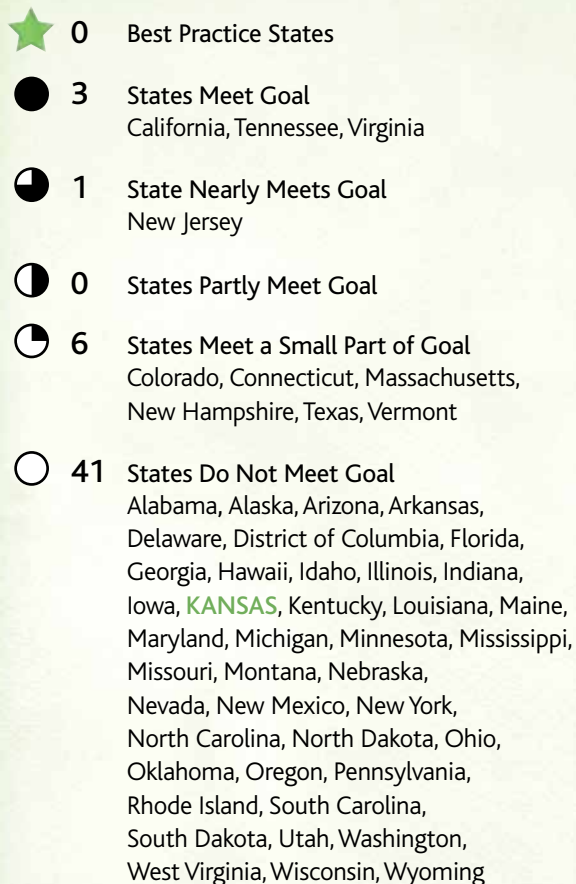 0 Best Practice States
3 States Meet Goal
California, Tennessee, Virginia
1 State Nearly Meets Goal
New Jersey
0 States Partly Meet Goal
6 States Meet a Small Part of Goal
Colorado, Connecticut, Massachusetts,
New Hampshire, Texas, Vermont
41 States Do Not Meet Goal
Alabama, Alaska, Arizona, Arkansas,
Delaware, District of Columbia, Florida,
Georgia, Hawaii, Idaho, Illinois, Indiana,
Iowa, KANSAS, Kentucky, Louisiana, Maine,
Maryland, Michigan, Minnesota, Mississippi,
Missouri, Montana, Nebraska,
Nevada, New Mexico, New York,
North Carolina, North Dakota, Ohio,
Oklahoma, Oregon, Pennsylvania,
Rhode Island, South Carolina,
South Dakota, Utah, Washington,
West Virginia, Wisconsin, Wyoming